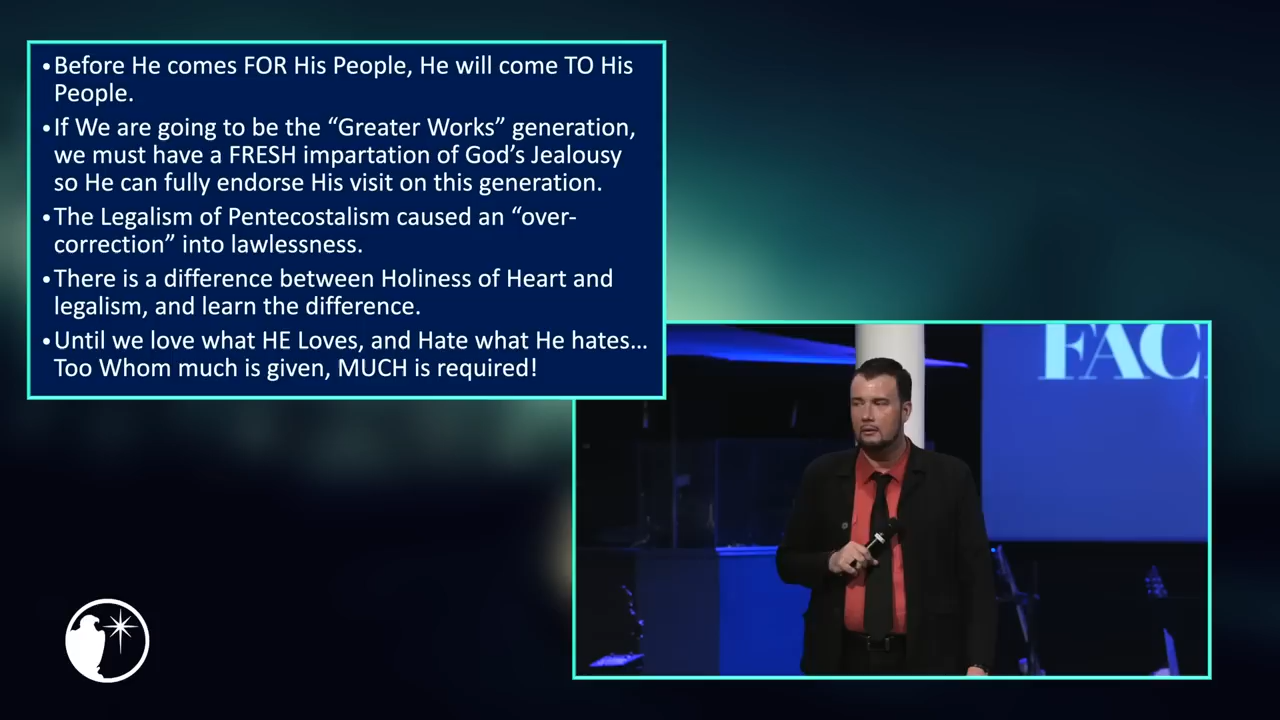 •Before He comes FOR His People, He will come TO His
People.
•If We are going to be the “Greater Works” generation,
we must have a FRESH impartation of God’s Jealousy
so He can fully endorse His visit on this generation.
•The Legalism of Pentecostalism caused an “over-
correction” into lawlessness.
•There is a difference between Holiness of Heart and
legalism, and learn the difference.
•Until we love what HE Loves, and Hate what He hates…
Too Whom much is given, MUCH is required!
FAC